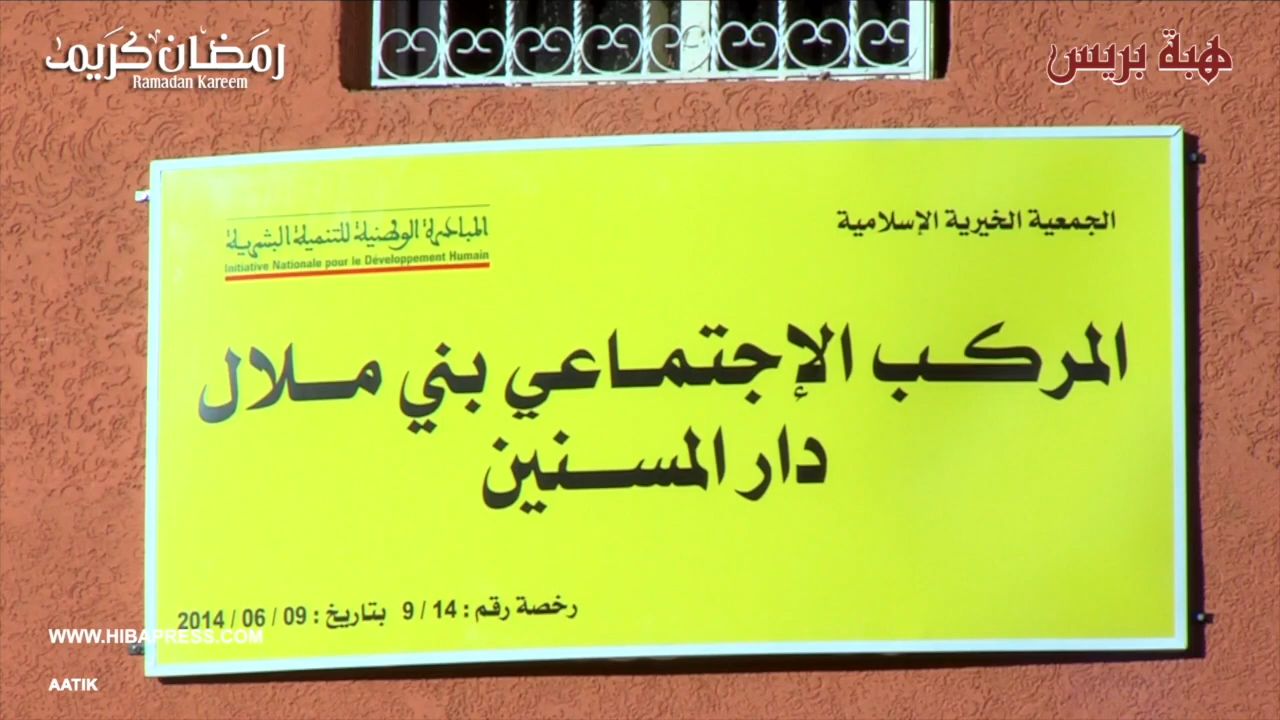 رمضان كريم
Ramadan Kareem
هبة بريس
الجمعية الخيرية الإسلامية
المبادرة الوطنية للتنمية البشرية
Initiative Nationale pour le Développement Humain
المركب الإجتماعي بني ملال
دار المسنين
رخصة رقم : 14 / 9 بتاريخ : 09 / 06 / 2014
WWW.HIBAPRESS.COM
AATIK